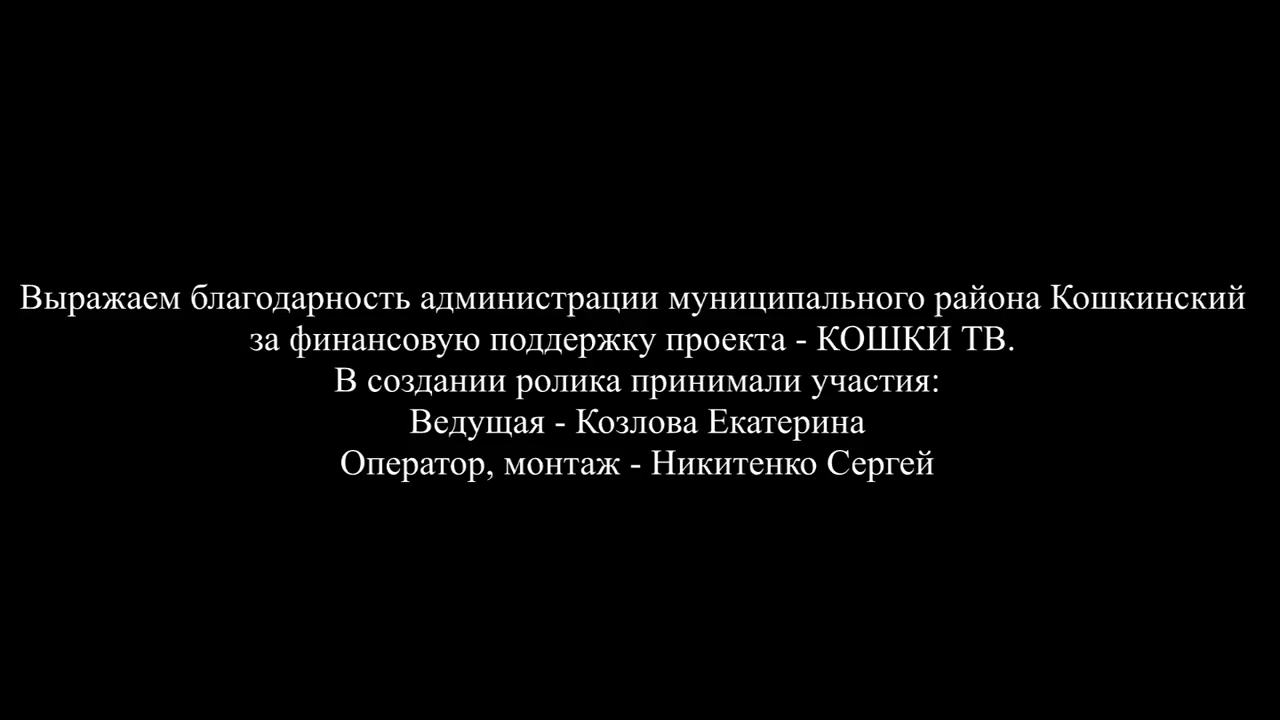 Выражаем благодарность администрации муниципального района Кошкинский
за финансовую поддержку проекта - КОШКИ ТВ.
В создании ролика принимали участия:
Ведущая - Козлова Екатерина
Оператор, монтаж - Никитенко Сергей